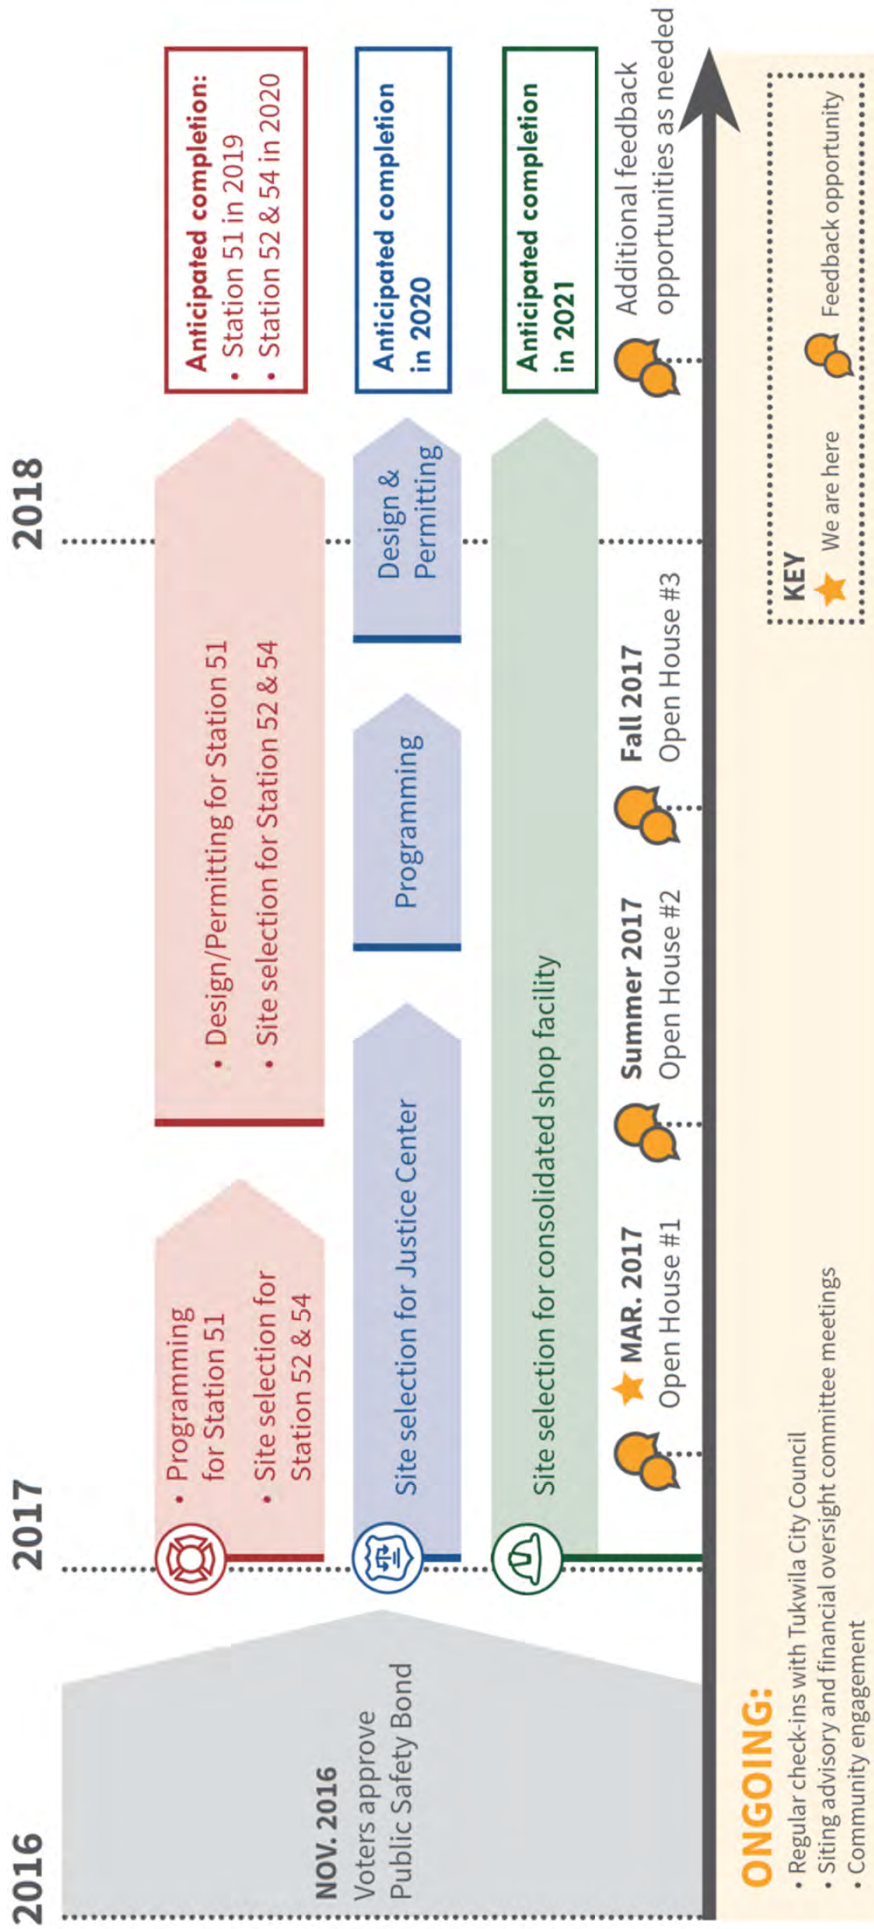 2016
2017
2018
NOV. 2016
Voters approve
Public Safety Bond
• Programming
for Station 51
• Site selection for
Station 52 & 54
• Design/Permitting for Station 51
• Site selection for Station 52 & 54
Anticipated completion:
• Station 51 in 2019
• Station 52 & 54 in 2020
Site selection for Justice Center
Programming
Design &
Permitting
Anticipated completion
in 2020
Site selection for consolidated shop facility
Anticipated completion
in 2021
MAR. 2017
Open House #1
Summer 2017
Open House #2
Fall 2017
Open House #3
Additional feedback
opportunities as needed
ONGOING:
• Regular check-ins with Tukwila City Council
• Siting advisory and financial oversight committee meetings
• Community engagement
KEY
We are here
Feedback opportunity